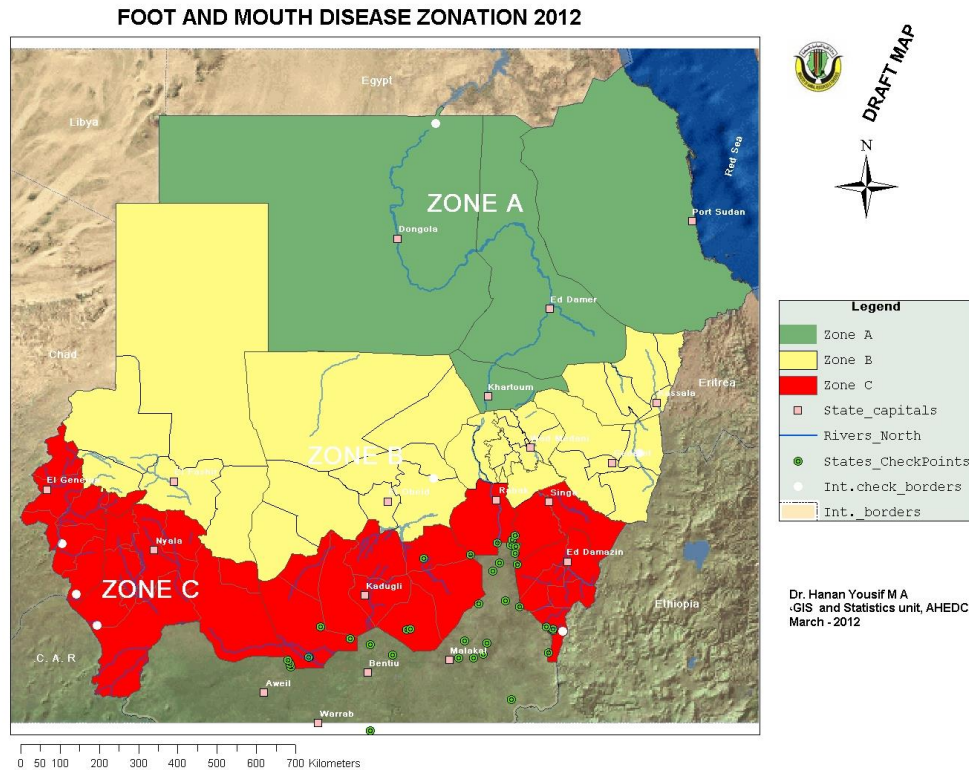 FOOT AND MOUTH DISEASE ZONATION 2012
DRAFT MAP
N
Egypt
Libya
Red Sea
ZONE A
Port Sudan
Dongola
Ed Damer
Chad
Khartoum
Eritrea
ZONE B
El Geneina
Singa
Nyala
Ed Damazin
ZONE C
Kadugli
Ethiopia
C. A. R
Malakal
Bentiu
Aweil
Warrab
Legend
Zone A
Zone B
Zone C
State_capitals
Rivers_North
States_CheckPoints
Int.check_borders
Int._borders
Dr. Hanan Yousif M A
GIS and Statistics unit, AHEDC
March - 2012
0 50 100 200 300 400 500 600 700 Kilometers